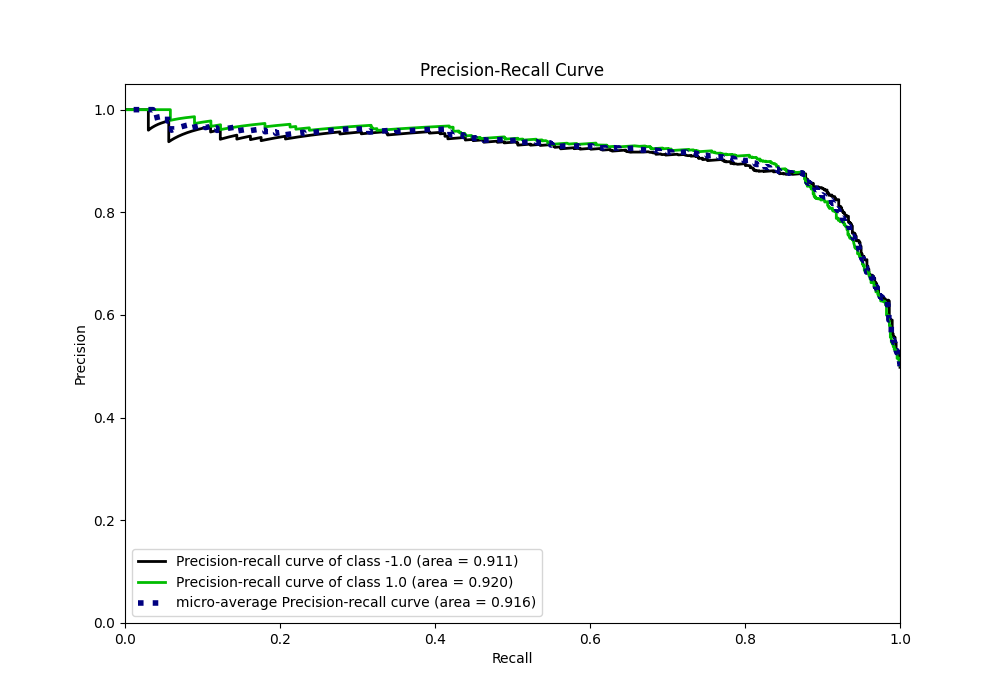 Precision-Recall Curve
1.0
0.8
0.6
0.4
0.2
0.0
Precision
Precision-recall curve of class -1.0 (area = 0.911)
Precision-recall curve of class 1.0 (area = 0.920)
micro-average Precision-recall curve (area = 0.916)
0.0 0.2 0.4 0.6 0.8 1.0
Recall